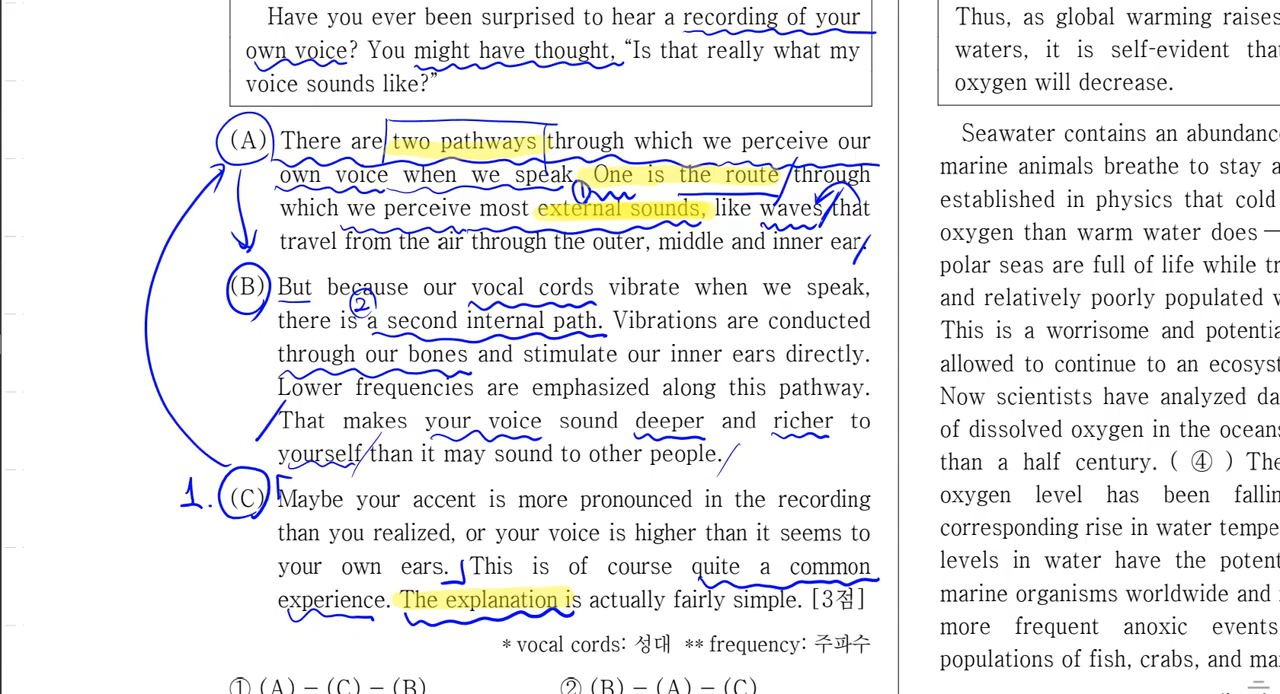 Have you ever been surprised to hear a recording of your
own voice? You might have thought, “Is that really what my
voice sounds like?”
(A) There are two pathways through which we perceive our
own voice when we speak. One is the route through
①
which we perceive most external sounds, like waves that
travel from the air through the outer, middle and inner ear.
(B) But because our vocal cords vibrate when we speak,
②
there is a second internal path. Vibrations are conducted
through our bones and stimulate our inner ears directly.
Lower frequencies are emphasized along this pathway.
That makes your voice sound deeper and richer to
yourself than it may sound to other people.
1. (C) Maybe your accent is more pronounced in the recording
than you realized, or your voice is higher than it seems to
your own ears. This is of course quite a common
experience. The explanation is actually fairly simple. [3점]
* vocal cords: 성대 ** frequency: 주파수
① (A) - (C) - (B) ② (B) - (A) - (C)
Thus, as global warming raises
waters, it is self-evident tha
oxygen will decrease.
Seawater contains an abundanc
marine animals breathe to stay a
established in physics that cold
oxygen than warm water does —
polar seas are full of life while tr
and relatively poorly populated
This is a worrisome and potentia
allowed to continue to an ecosyst
Now scientists have analyzed da
of dissolved oxygen in the oceans
than a half century. ( ④ ) The
oxygen level has been fallin
corresponding rise in water tempe
levels in water have the potent
marine organisms worldwide and
more frequent anoxic events
populations of fish, crabs, and ma